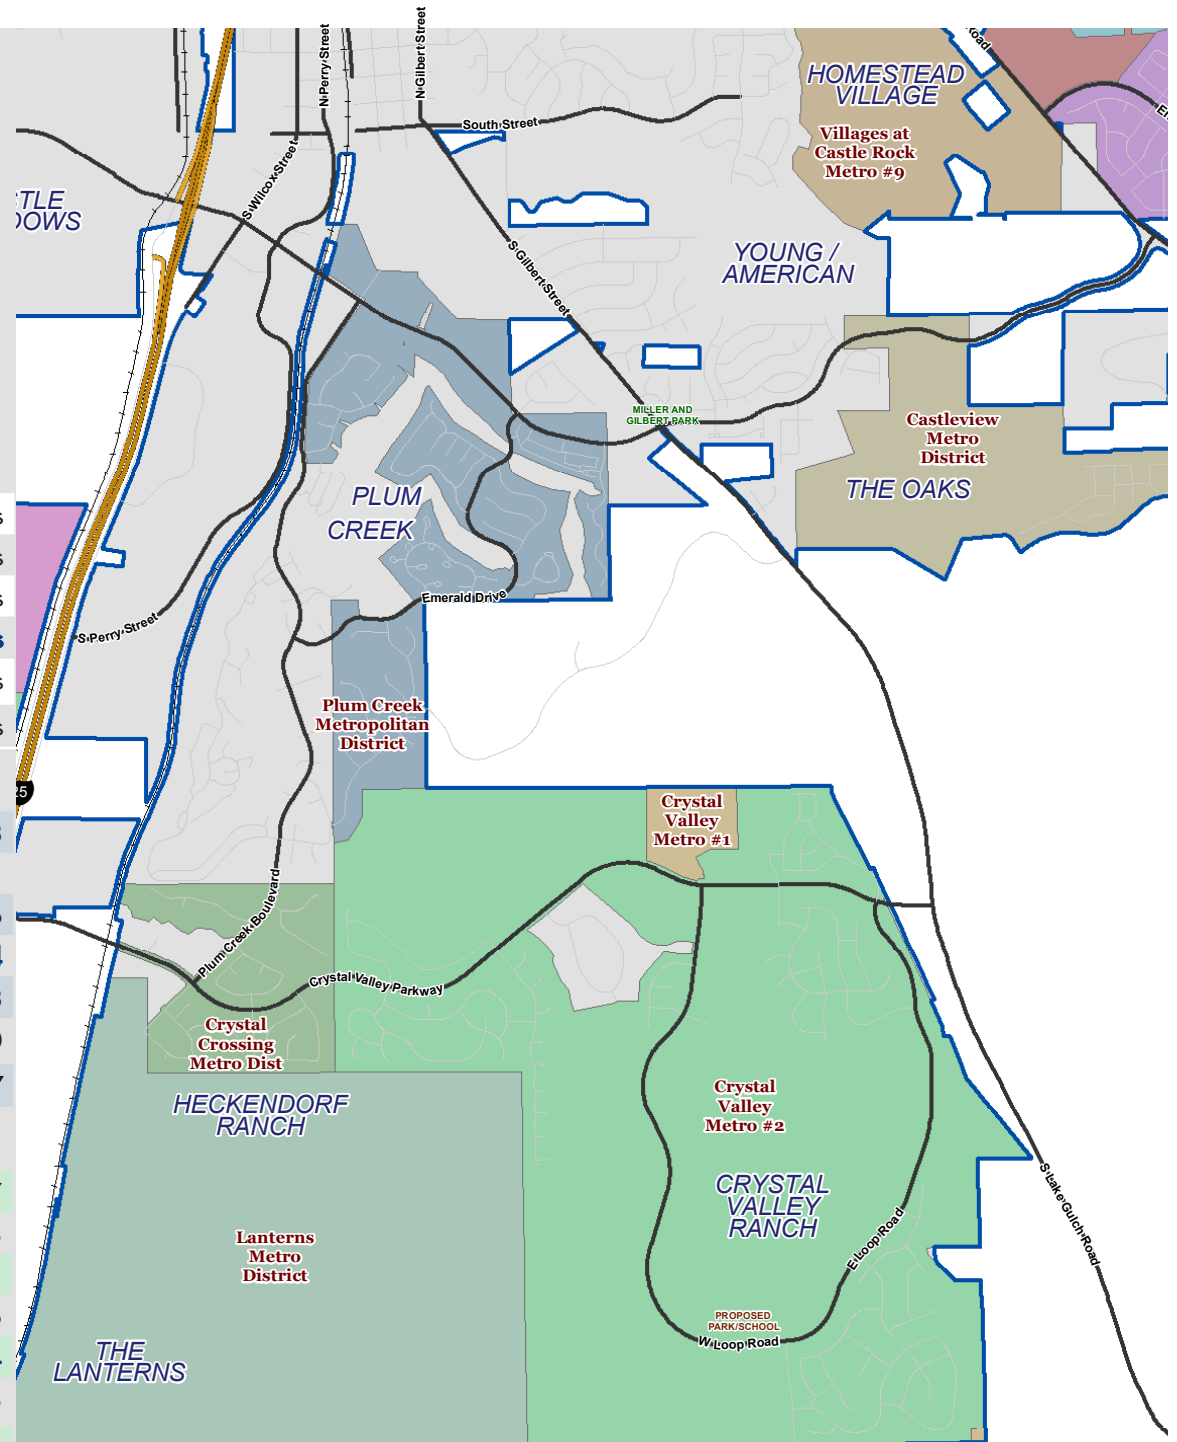 N Perry Street
N Gilbert Street
Road
HOMESTEAD
VILLAGE
Villages at
Castle Rock
Metro #9
South Street
S Wilcox Street
S Gilbert Street
YOUNG /
AMERICAN
MILLER AND
GILBERT PARK
Castleview
Metro
District
THE OAKS
PLUM
CREEK
Emerald Drive
S Perry Street
Plum Creek
Metropolitan
District
25
Crystal
Valley
Metro #1
Plum Creek Boulevard
Crystal Valley Parkway
Crystal
Crossing
Metro Dist
HECKENDORF
RANCH
Crystal
Valley
Metro #2
CRYSTAL
VALLEY
RANCH
S Lake Gulch Road
E Loop Road
Lanterns
Metro
District
PROPOSED
PARK/SCHOOL
W Loop Road
THE
LANTERNS